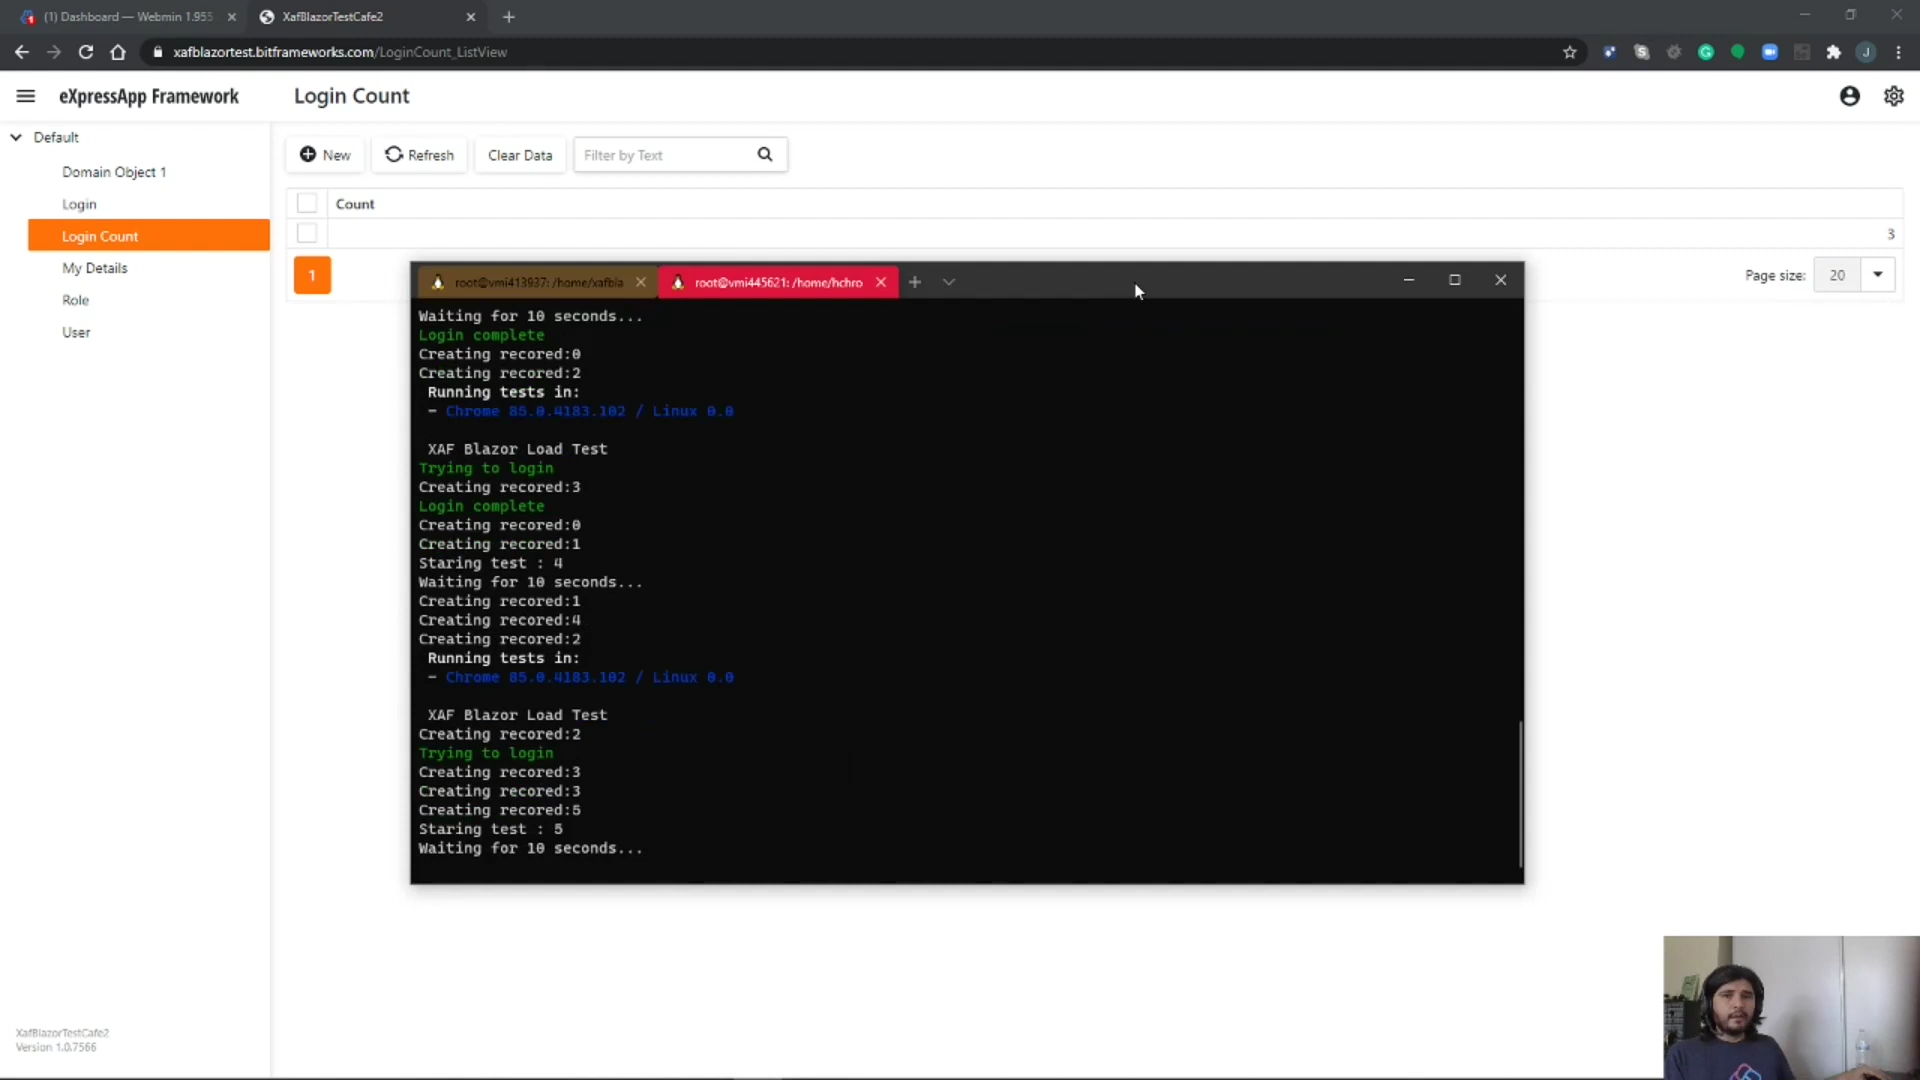 (1) Dashboard — Webmin 1.955
XafBlazorTestCafe2
xafblazortest.bitframeworks.com/LoginCount_ListView
J
eXpressApp Framework
Login Count
Default
Domain Object 1
Login
Login Count
My Details
Role
User
New
Refresh
Clear Data
Filter by Text
Count
3
1
Page size:
20
root@vmi413937: /home/xafbla
root@vmi445621: /home/hchro
Waiting for 10 seconds...
Login complete
Creating recored:0
Creating recored:2
Running tests in:
- Chrome 85.0.4183.102 / Linux 0.0
XAF Blazor Load Test
Trying to login
Creating recored:3
Login complete
Creating recored:0
Creating recored:1
Staring test : 4
Waiting for 10 seconds...
Creating recored:1
Creating recored:4
Creating recored:2
Running tests in:
- Chrome 85.0.4183.102 / Linux 0.0
XAF Blazor Load Test
Creating recored:2
Trying to login
Creating recored:3
Creating recored:3
Creating recored:5
Staring test : 5
Waiting for 10 seconds...
XafBlazorTestCafe2
Version 1.0.7566